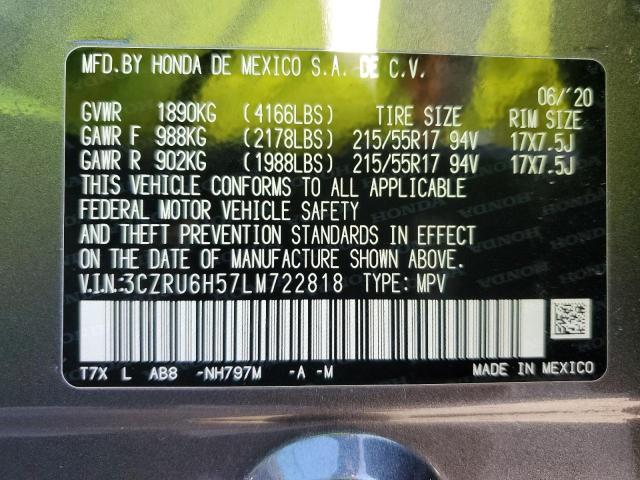 MFD.BY HONDA DE MEXICO S.A. DE C.V.
06/'20
GVWR 1890KG (4166LBS) TIRE SIZE RIM SIZE
GAWR F 988KG (2178LBS) 215/55R17 94V 17X7.5J
GAWR R 902KG (1988LBS) 215/55R17 94V 17X7.5J
THIS VEHICLE CONFORMS TO ALL APPLICABLE
FEDERAL MOTOR VEHICLE SAFETY
AND THEFT PREVENTION STANDARDS IN EFFECT
ON THE DATE OF MANUFACTURE SHOWN ABOVE.
V.I.N.:3CZRU6H57LM722818 TYPE: MPV
T7X L AB8 -NH797M -A -M
MADE IN MEXICO